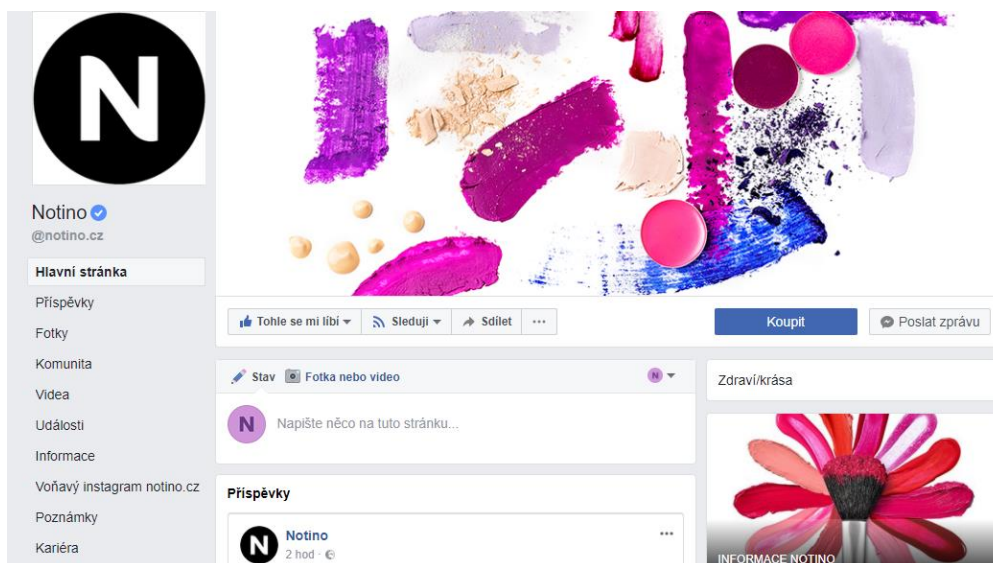 N
Notino
@notino.cz
Hlavní stránka
Příspěvky
Fotky
Komunita
Videa
Události
Informace
Voňavý instagram notino.cz
Poznámky
Kariéra
Tohle se mi líbí
Sleduji
Sdílet
Koupit
Poslat zprávu
Stav
Fotka nebo video
N
N
Napište něco na tuto stránku...
Příspěvky
N
Notino
2 hod
Zdraví/krása
INFORMACE NOTINO